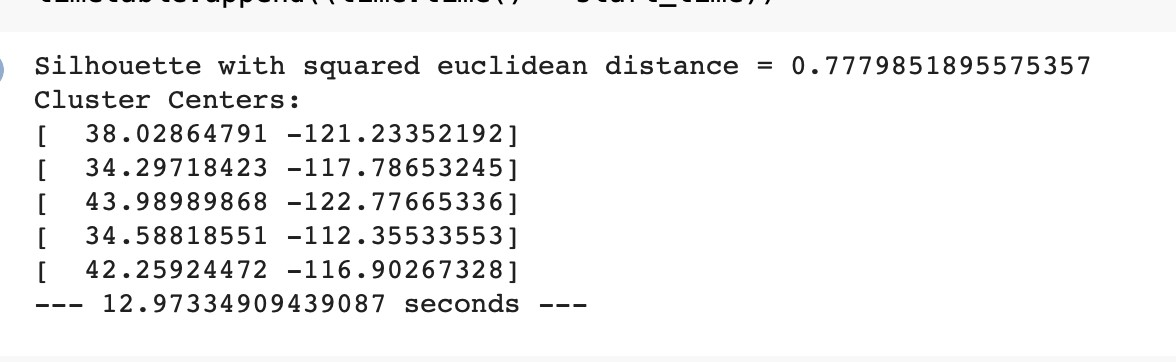 Silhouette with squared euclidean distance = 0.7779851895575357
Cluster Centers:
[  38.02864791 -121.23352192]
[  34.29718423 -117.78653245]
[  43.98989868 -122.77665336]
[  34.58818551 -112.35533553]
[  42.25924472 -116.90267328]
--- 12.97334909439087 seconds ---